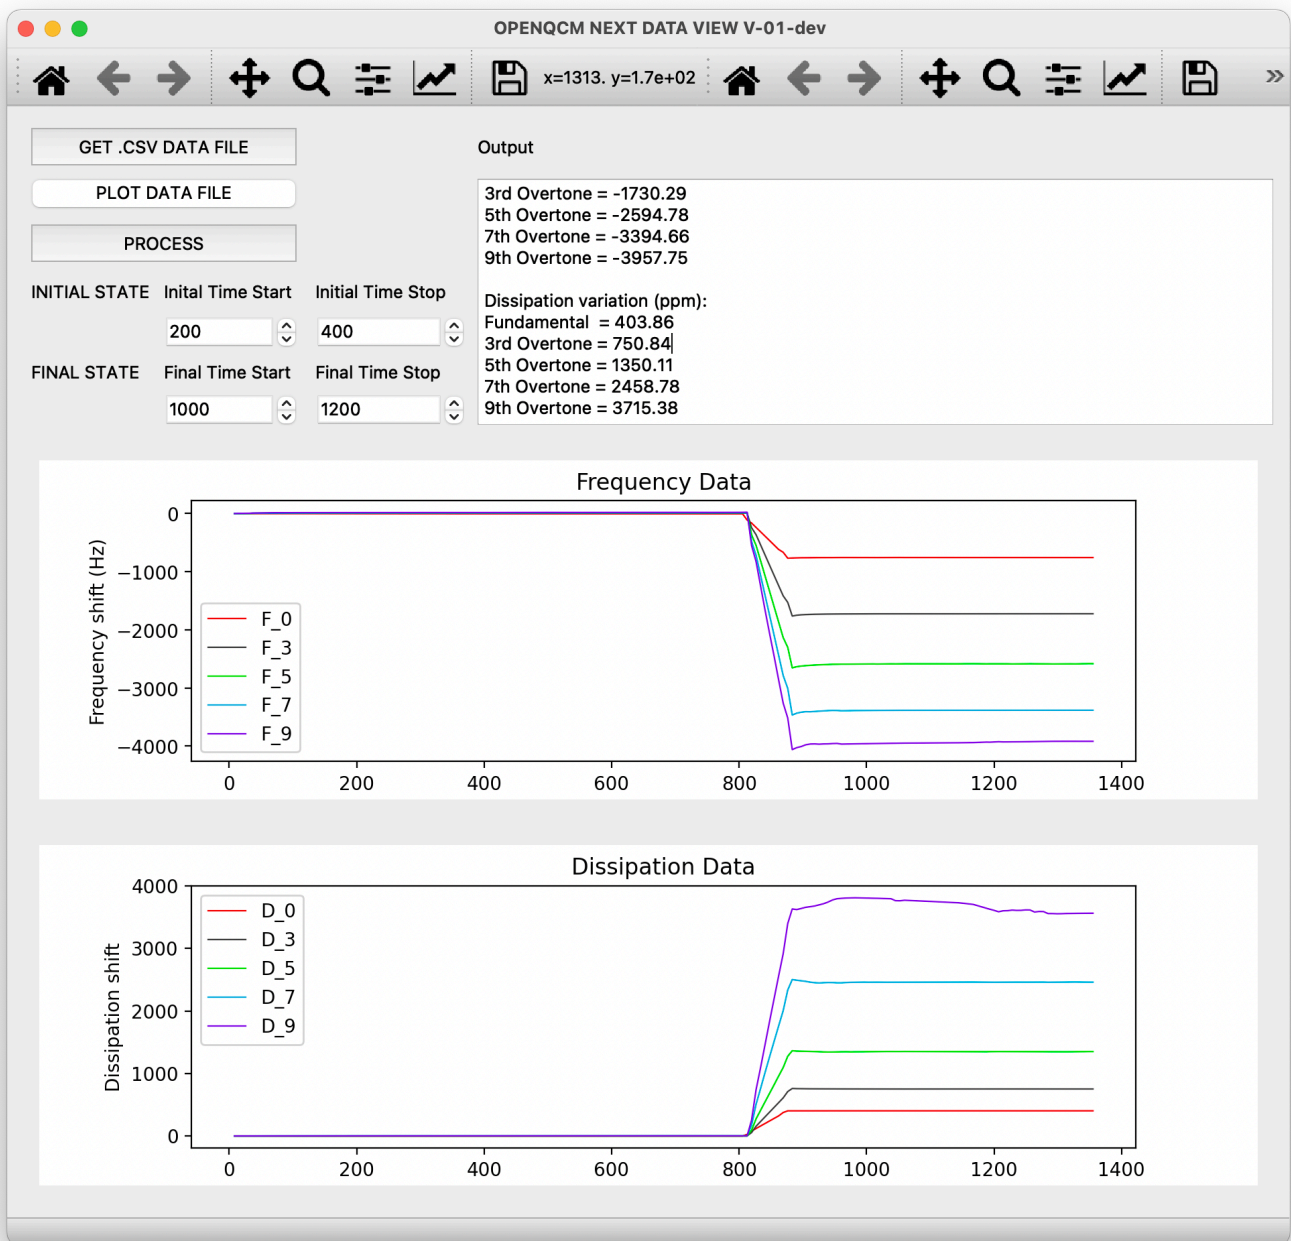 OPENQCM NEXT DATA VIEW V-01-dev
x=1313. y=1.7e+02
GET .CSV DATA FILE
PLOT DATA FILE
PROCESS
INITIAL STATE Inital Time Start Initial Time Stop
200 400
FINAL STATE Final Time Start Final Time Stop
1000 1200
Output
3rd Overtone = -1730.29
5th Overtone = -2594.78
7th Overtone = -3394.66
9th Overtone = -3957.75
Dissipation variation (ppm):
Fundamental  = 403.86
3rd Overtone = 750.84
5th Overtone = 1350.11
7th Overtone = 2458.78
9th Overtone = 3715.38
Frequency Data
Frequency shift (Hz)
0
−1000
−2000
−3000
−4000
F_0
F_3
F_5
F_7
F_9
0 200 400 600 800 1000 1200 1400
Dissipation Data
Dissipation shift
4000
3000
2000
1000
0
D_0
D_3
D_5
D_7
D_9
0 200 400 600 800 1000 1200 1400